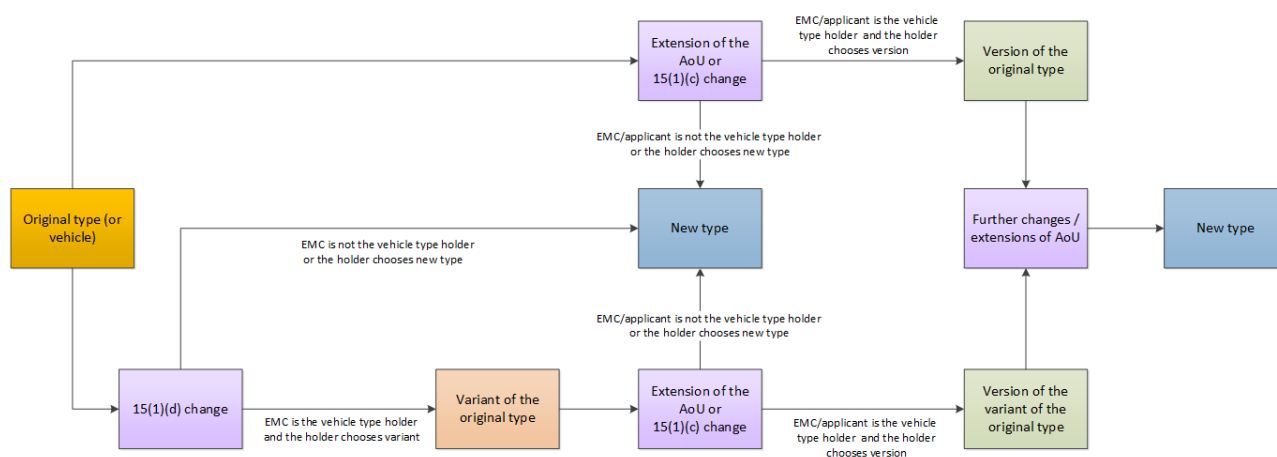 EMC/applicant is the vehicle
type holder and the holder
chooses version
Extension of the
AoU or
15(1)(c) change
Version of the
original type
EMC/applicant is not the vehicle type holder
or the holder chooses new type
Original type (or
vehicle)
New type
Further changes /
extensions of AoU
New type
EMC is not the vehicle type holder
or the holder chooses new type
EMC/applicant is not the vehicle type holder
or the holder chooses new type
15(1)(d) change
EMC is the vehicle type holder
and the holder chooses variant
Variant of the
original type
Extension of the
AoU or
15(1)(c) change
EMC/applicant is the vehicle
type holder and the holder
chooses version
Version of the
variant of the
original type